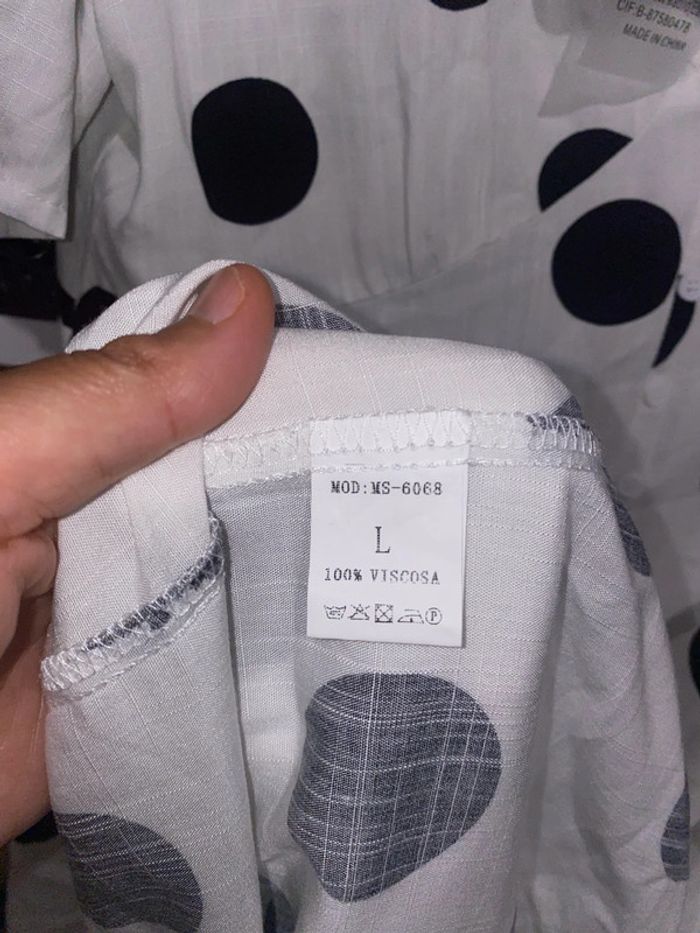 CIF:B-87580478
MADE IN CHINA
MOD:MS-6068
L
100% VISCOSA
P